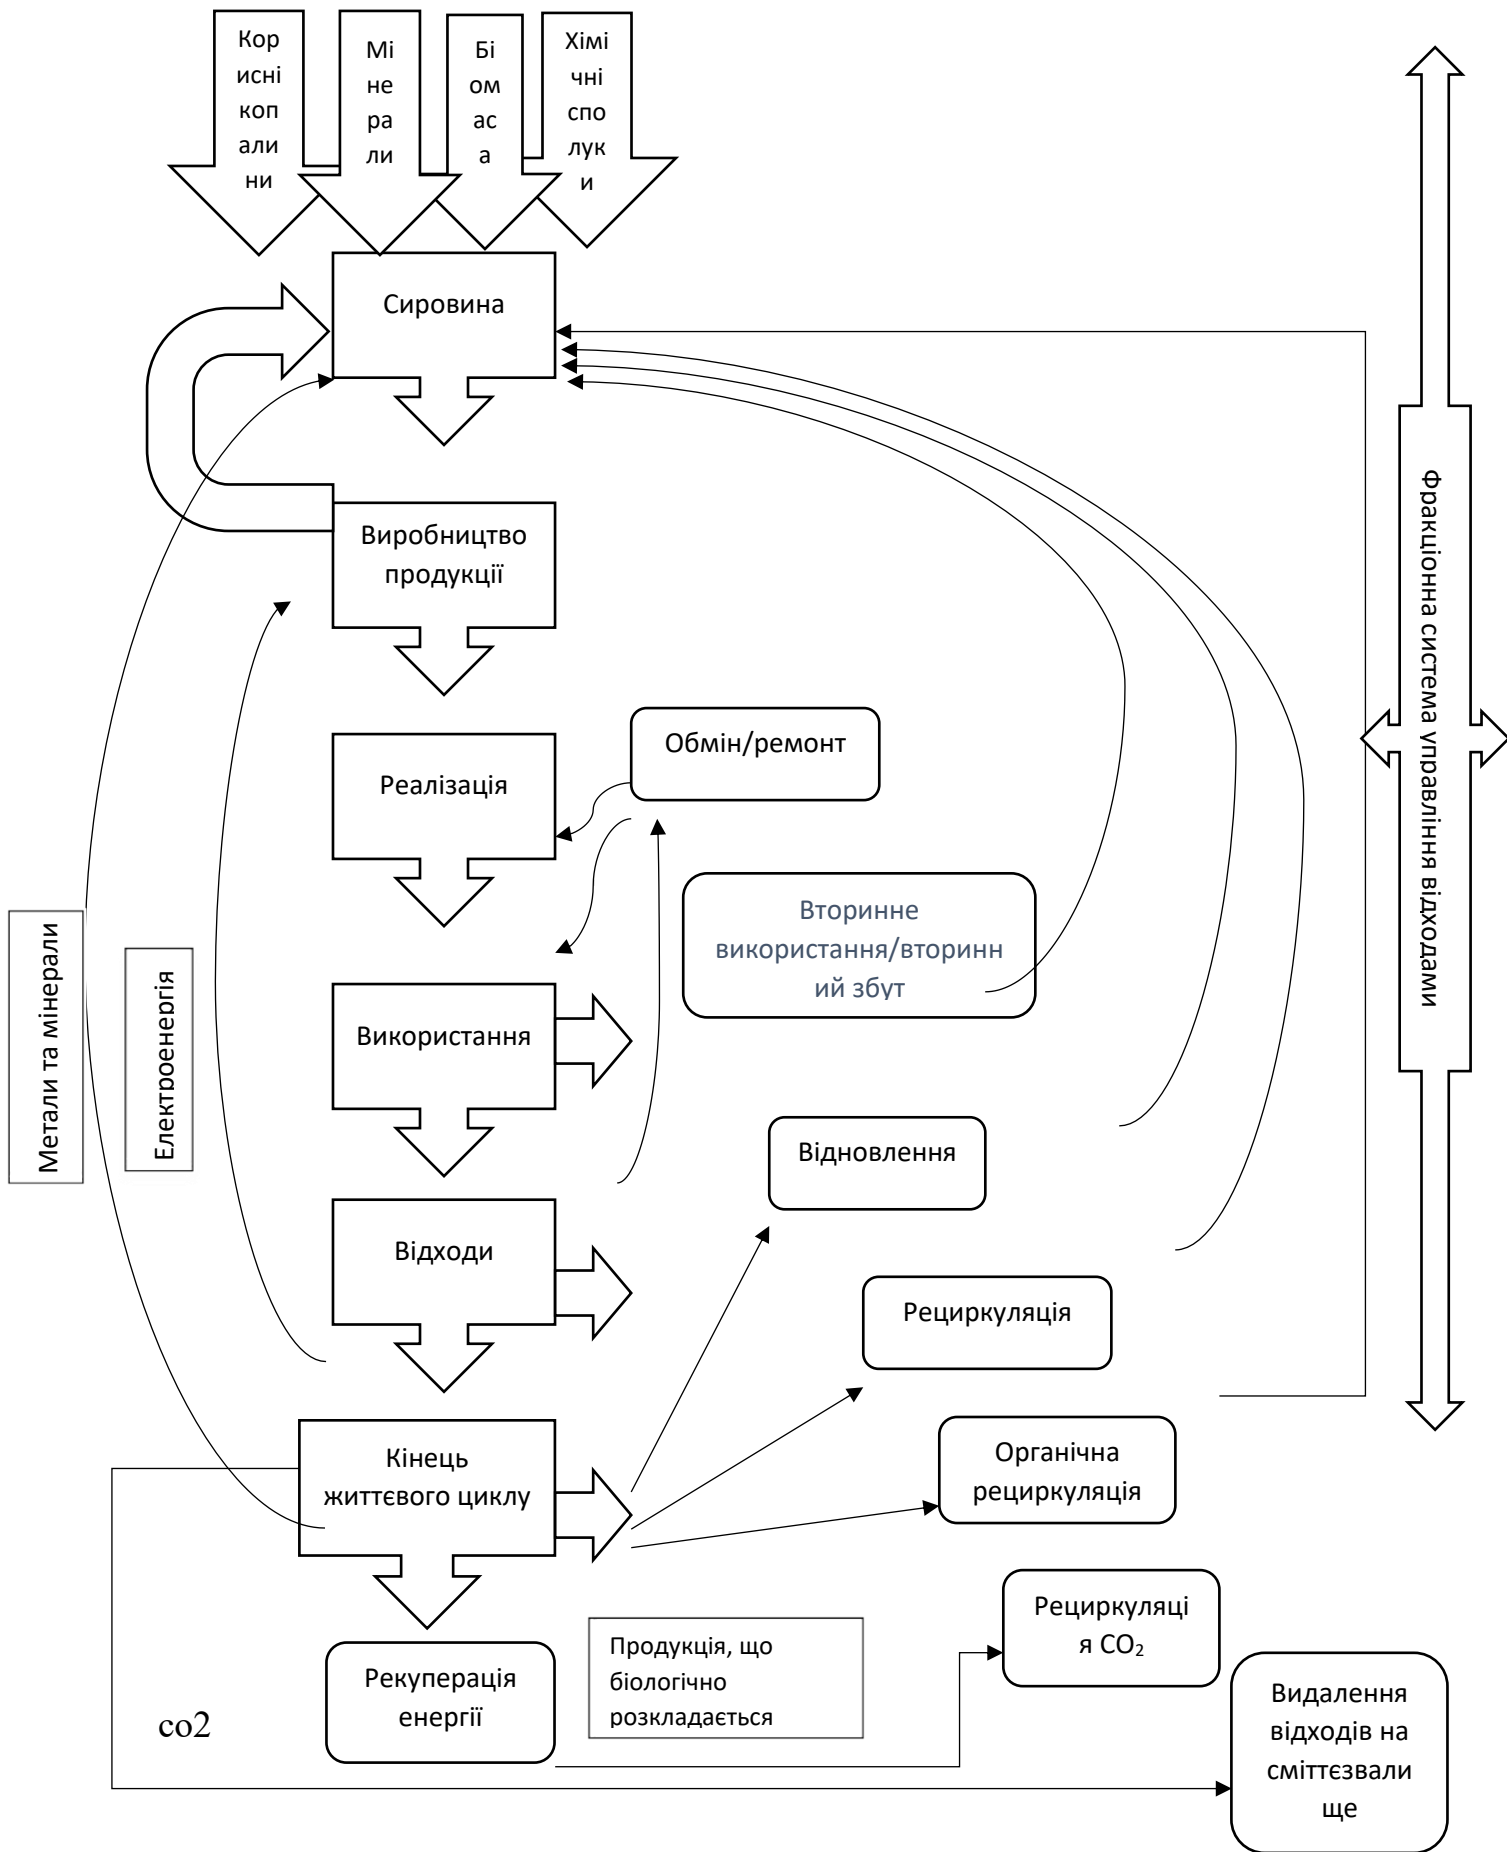 Кор
исні
коп
али
ни
Мі
не
ра
ли
Бі
ом
ас
а
Хімі
чні
спо
лук
и
Сировина
Виробництво
продукції
Реалізація
Обмін/ремонт
Вторинне
використання/вторинн
ий збут
Використання
Відновлення
Відходи
Рециркуляція
Кінець
життєвого циклу
Органічна
рециркуляція
Рекуперація
енергії
Продукція, що
біологічно
розкладається
Рециркуляці
я СО₂
Видалення
відходів на
сміттєзвали
ще
co2
Метали та мінерали
Електроенергія
Фракціонна система управління відходами